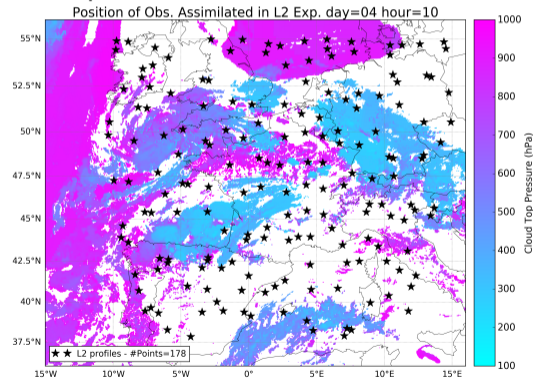 Position of Obs. Assimilated in L2 Exp. day=04 hour=10
55°N
52.5°N
50°N
47.5°N
45°N
42.5°N
40°N
37.5°N
L2 profiles - #Points=178
15°W 10°W 5°W 0° 5°E 10°E 15°E
1000
900
800
700
600
500
400
300
200
100
Cloud Top Pressure (hPa)